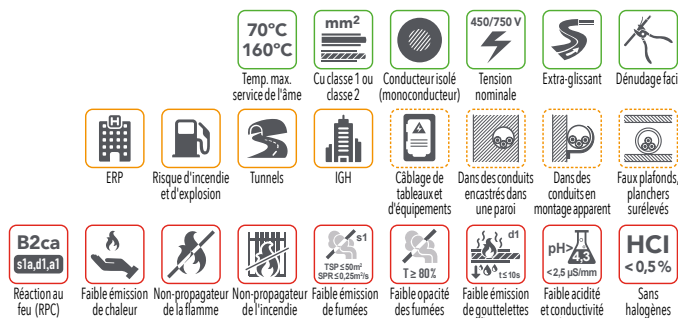 70°C
160°C
Temp. max.
service de l'âme
mm²
Cu classe 1 ou
classe 2
Conducteur isolé
(monoconducteur)
450/750 V
Tension
nominale
Extra-glissant
Dénudage faci
H
ERP
Risque d'incendie
et d'explosion
Tunnels
IGH
Câblage de
tableaux et
d'équipements
Dans des conduits
encastrés dans
une paroi
Dans des
conduits en
montage apparent
Faux plafonds,
planchers
surélevés
B2ca
s1a,d1,a1
Réaction au
feu (RPC)
Faible émission
de chaleur
Non-propagateur
de la flamme
Non-propagateur
de l'incendie
s1
TSP ≤ 50m²
SPR ≤ 0,25m²/s
Faible émission
de fumées
T ≥ 80%
Faible opacité
des fumées
d1
t ≤ 10s
Faible émission
de gouttelettes
pH>
4,3
<2,5 µS/mm
Faible acidité
et conductivité
HCl
< 0,5 %
Sans
halogènes